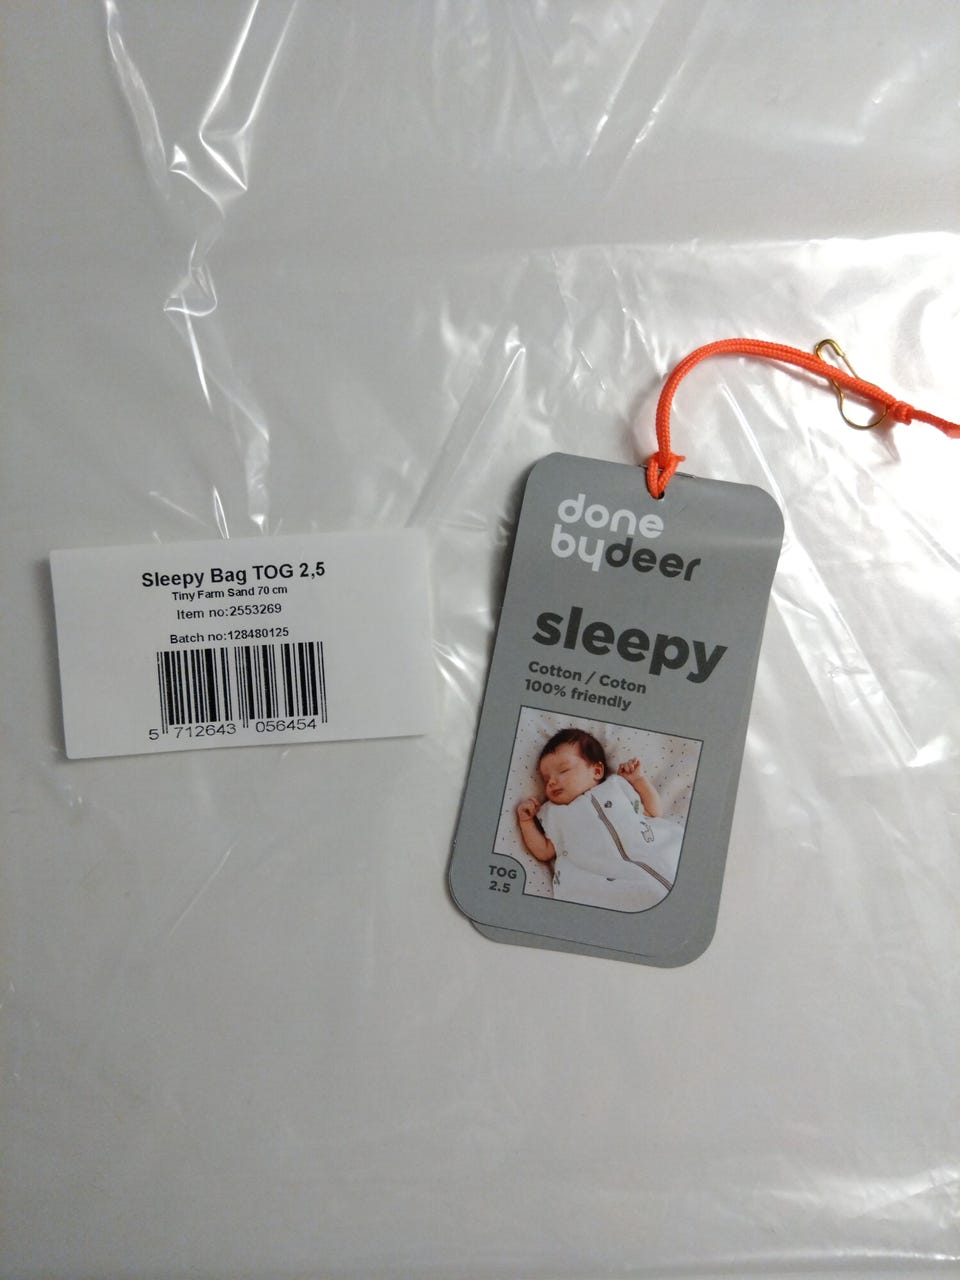 Sleepy Bag TOG 2,5
Tiny Farm Sand 70 cm
Item no:2553269
Batch no:128480125
5 712643 056454
done
bydeer
sleepy
Cotton / Coton
100% friendly
TOG
2.5